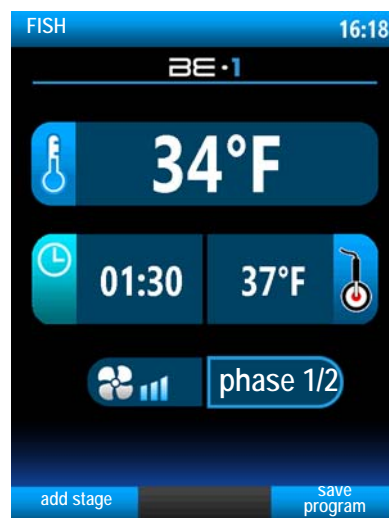 FISH 16:18
BE·1
34°F
01:30 37°F
phase 1/2
add stage save
program